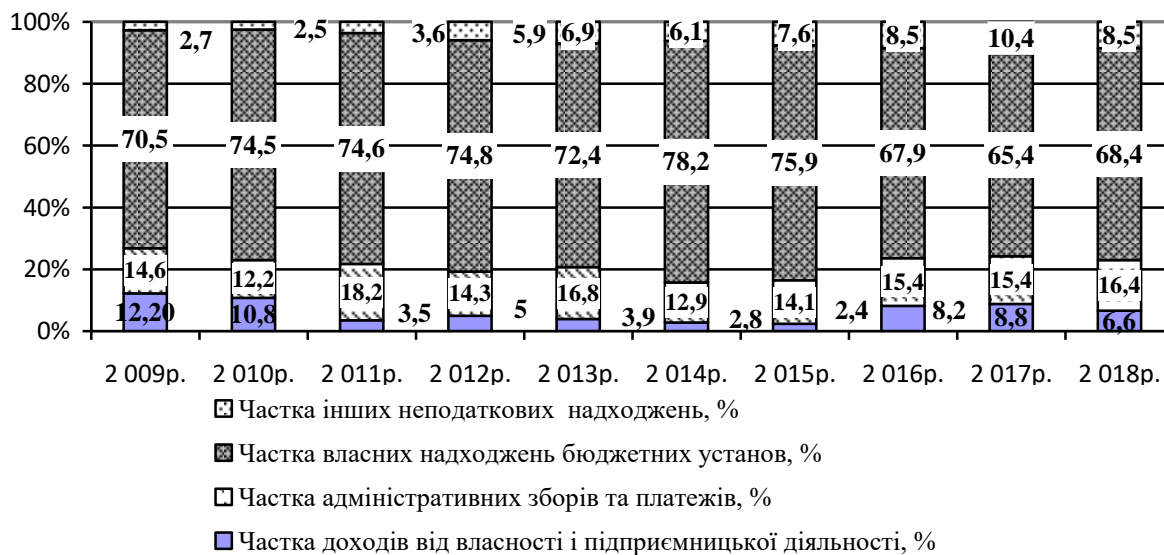 100%
2,7 2,5 3,6 5,9 6,9 6,1 7,6 8,5 10,4 8,5
80%
60%
70,5 74,5 74,6 74,8 72,4 78,2 75,9 67,9 65,4 68,4
40%
20%
14,6 12,2 18,2 14,3 16,8 12,9 14,1 15,4 15,4 16,4
12,20 10,8 3,5 5 3,9 2,8 2,4 8,2 8,8 6,6
0%
2 009р. 2 010р. 2 011р. 2 012р. 2 013р. 2 014р. 2 015р. 2 016р. 2 017р. 2 018р.
Частка інших неподаткових надходжень, %
Частка власних надходжень бюджетних установ, %
Частка адміністративних зборів та платежів, %
Частка доходів від власності і підприємницької діяльності, %